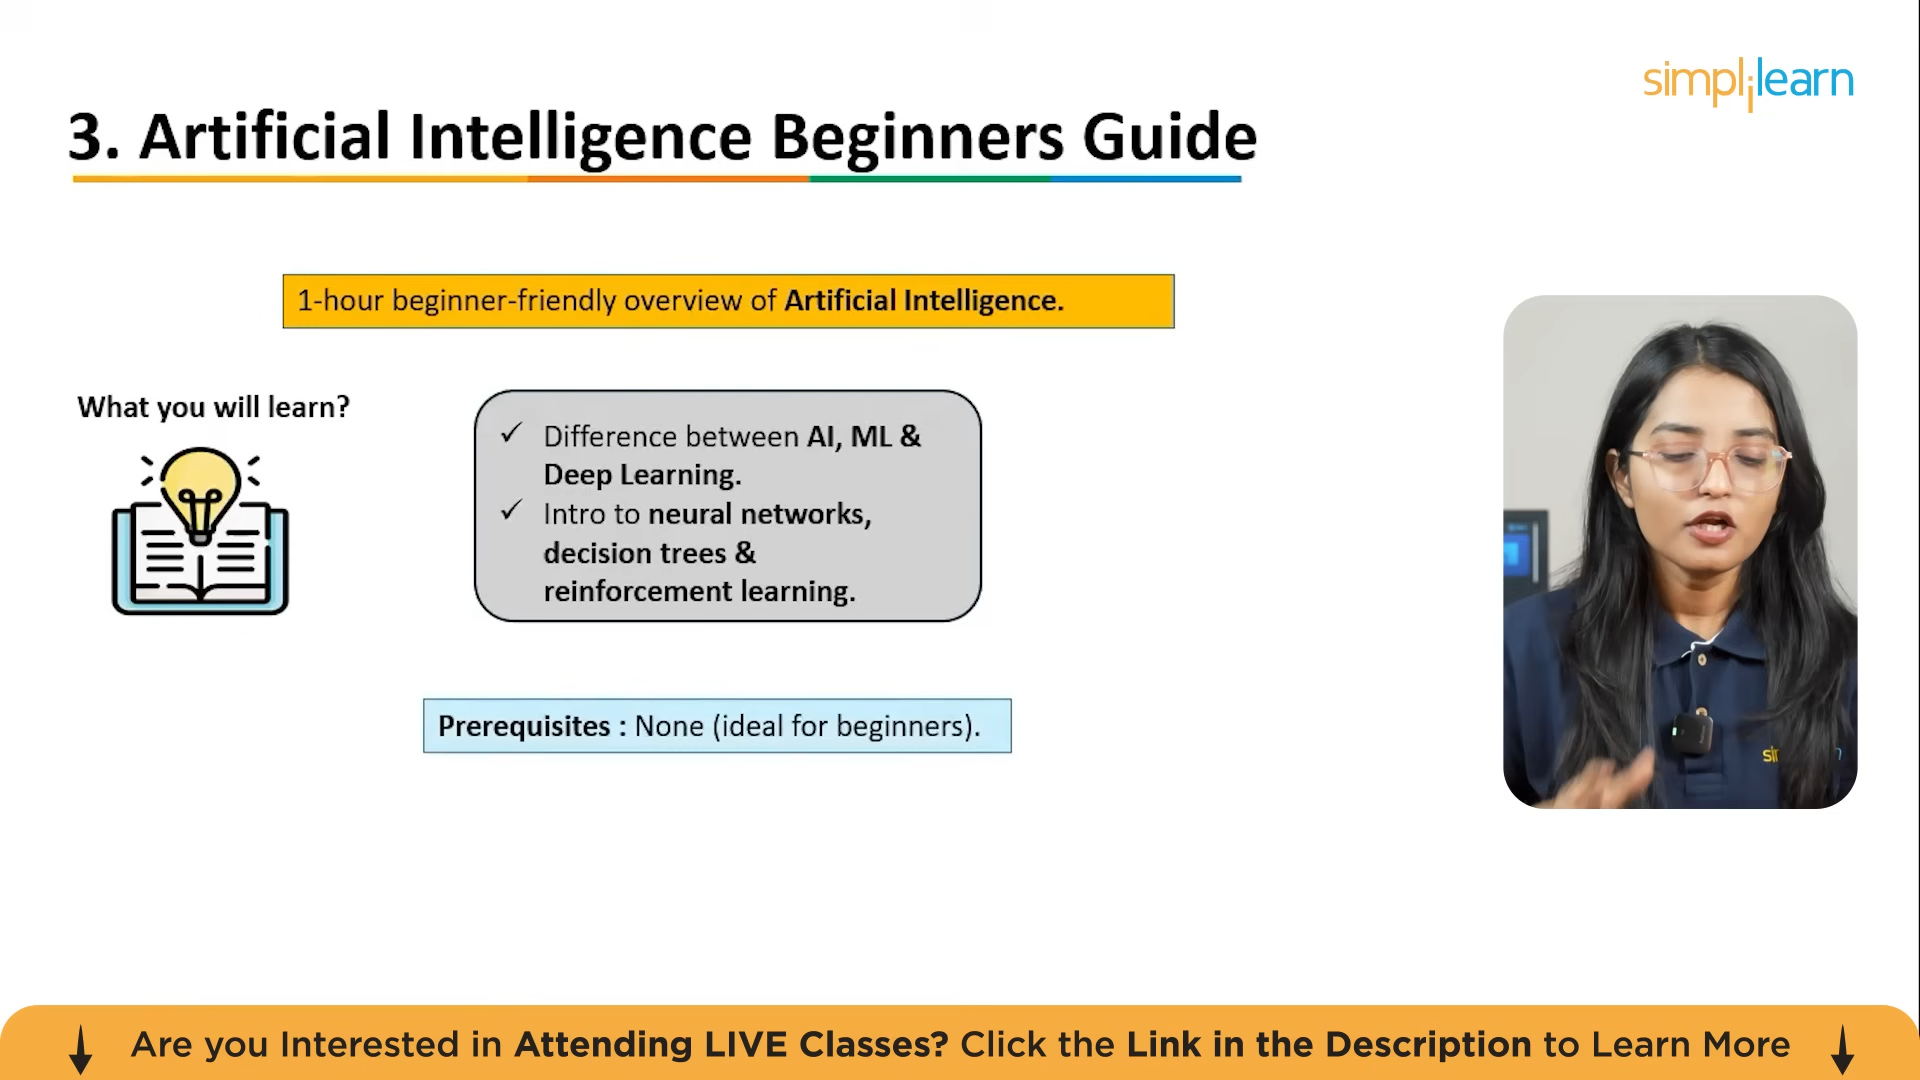 simplilearn
3. Artificial Intelligence Beginners Guide
1-hour beginner-friendly overview of Artificial Intelligence.
What you will learn?
✓ Difference between AI, ML &
Deep Learning.
✓ Intro to neural networks,
decision trees &
reinforcement learning.
Prerequisites : None (ideal for beginners).
Are you Interested in Attending LIVE Classes? Click the Link in the Description to Learn More